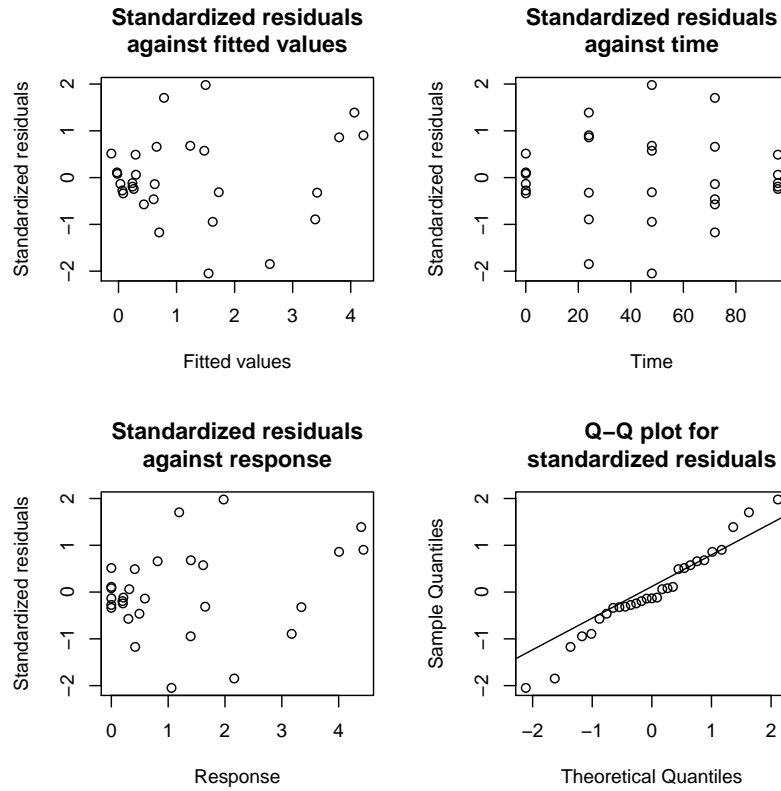 Standardized residuals
against fitted values
Standardized residuals
2
1
0
−1
−2
0 1 2 3 4
Fitted values
Standardized residuals
against time
Standardized residuals
2
1
0
−1
−2
0 20 40 60 80
Time
Standardized residuals
against response
Standardized residuals
2
1
0
−1
−2
0 1 2 3 4
Response
Q−Q plot for
standardized residuals
Sample Quantiles
2
1
0
−1
−2
−2 −1 0 1 2
Theoretical Quantiles